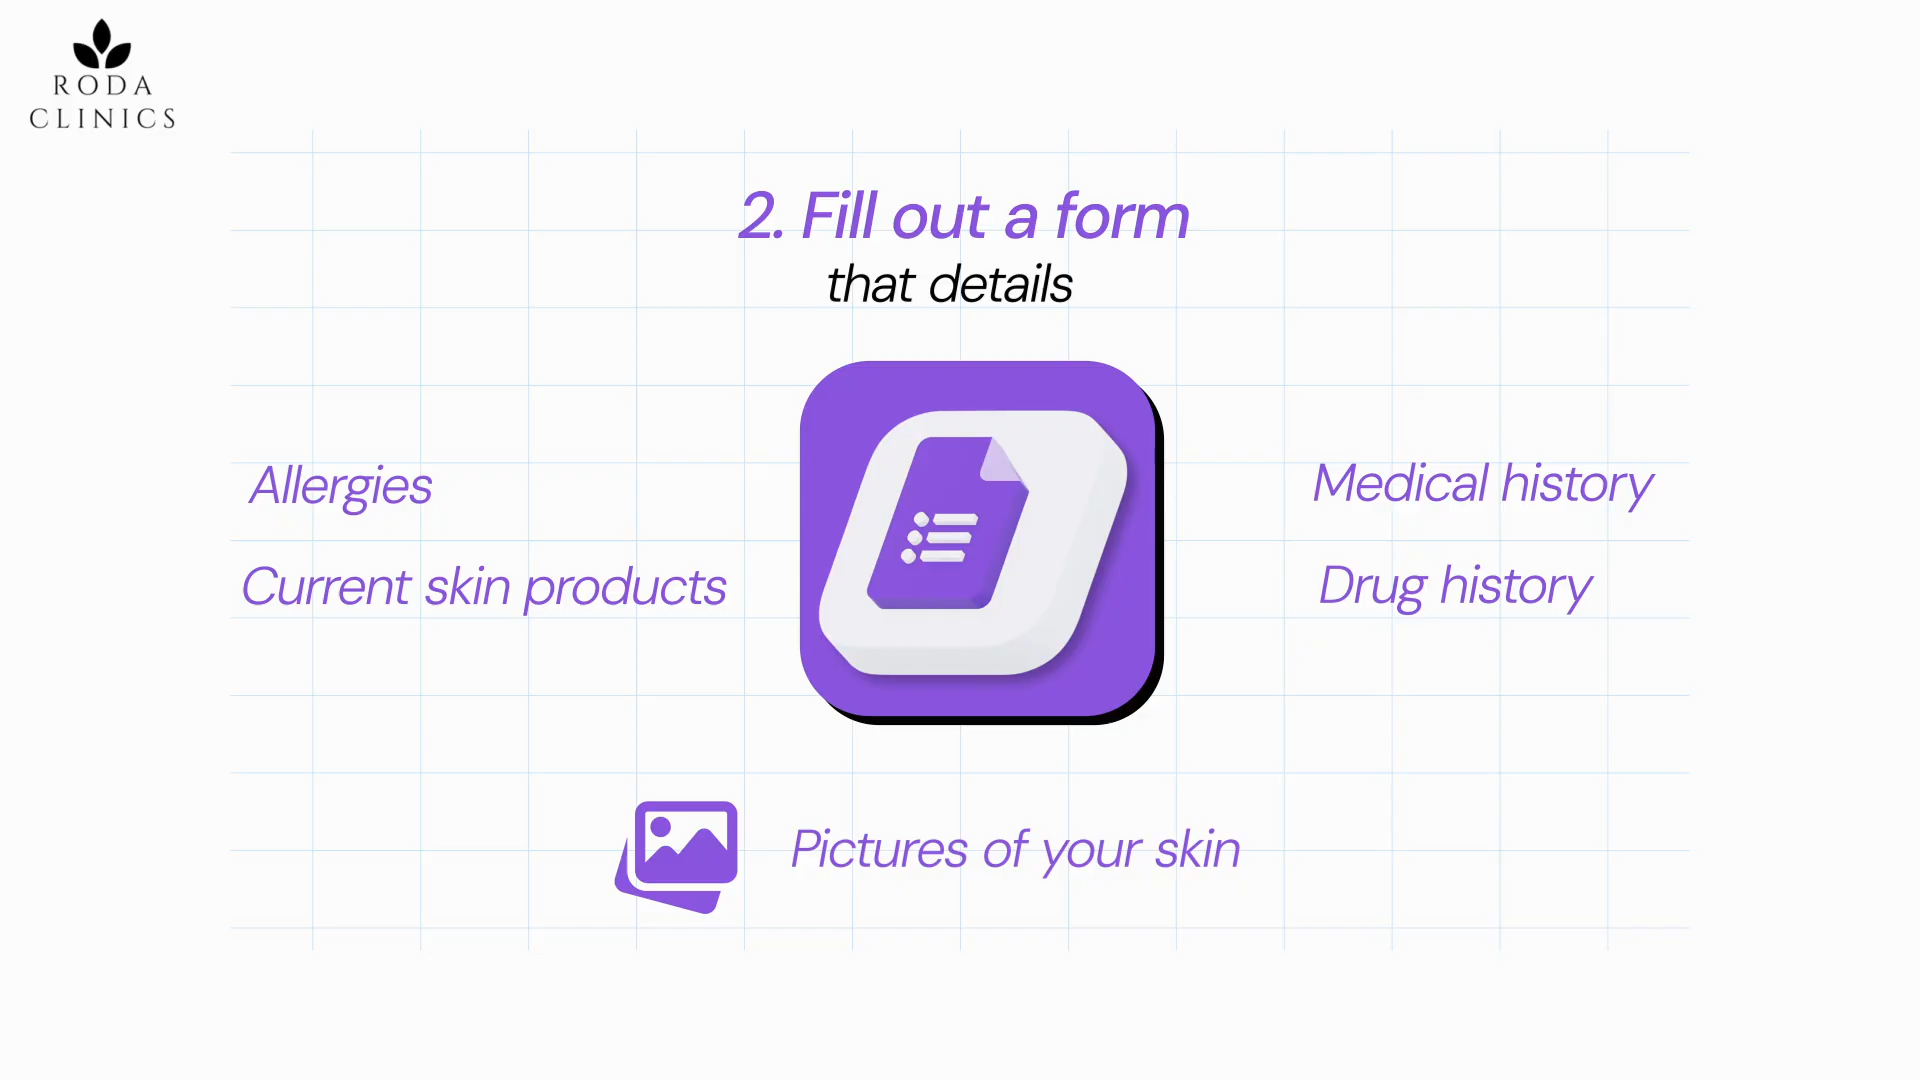 RODA
CLINICS
2. Fill out a form
that details
Allergies
Medical history
Current skin products
Drug history
Pictures of your skin